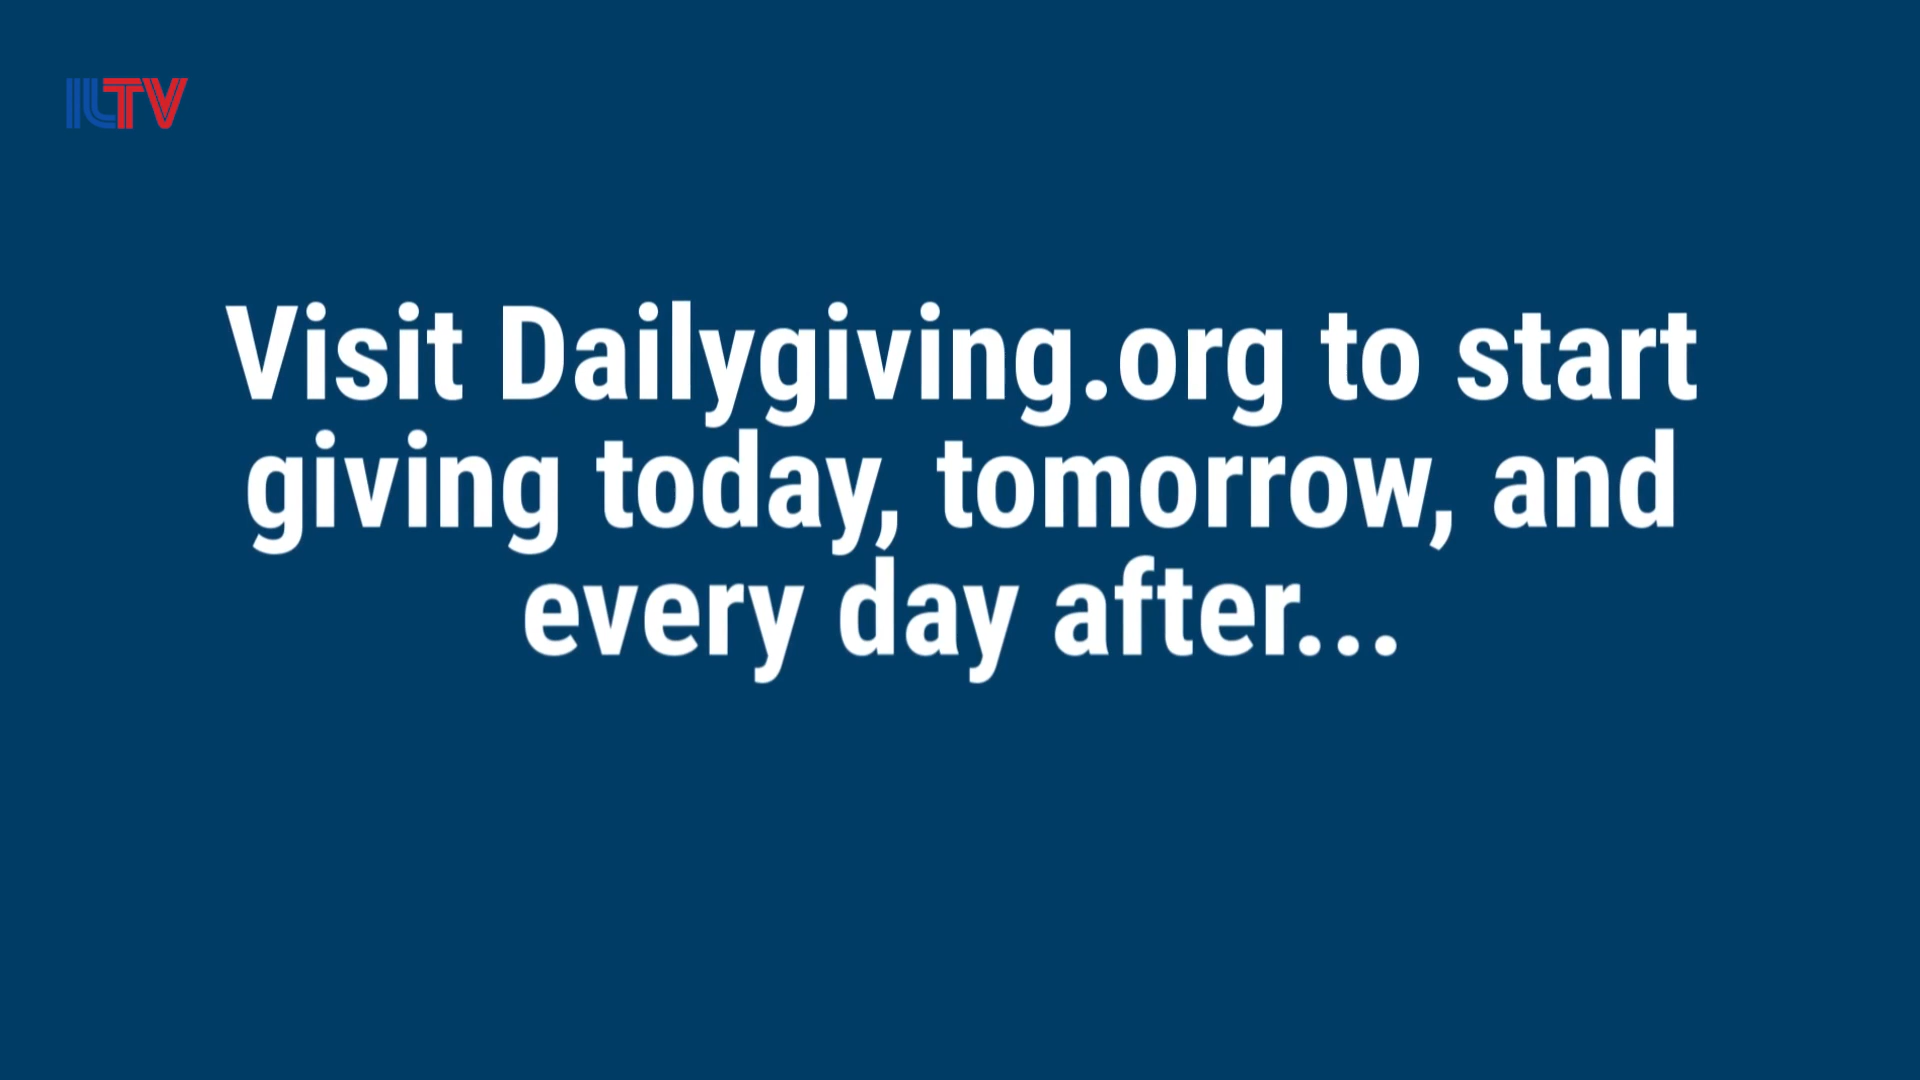 ILTV
Visit Dailygiving.org to start
giving today, tomorrow, and
every day after...